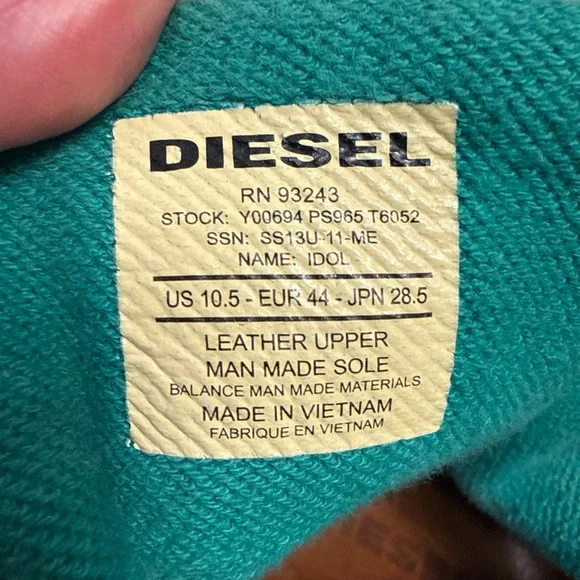 DIESEL
RN 93243
STOCK: Y00694 PS965 T6052
SSN: SS13U-11-ME
NAME: IDOL
US 10.5 - EUR 44 - JPN 28.5
LEATHER UPPER
MAN MADE SOLE
BALANCE MAN MADE MATERIALS
MADE IN VIETNAM
FABRIQUE EN VIETNAM